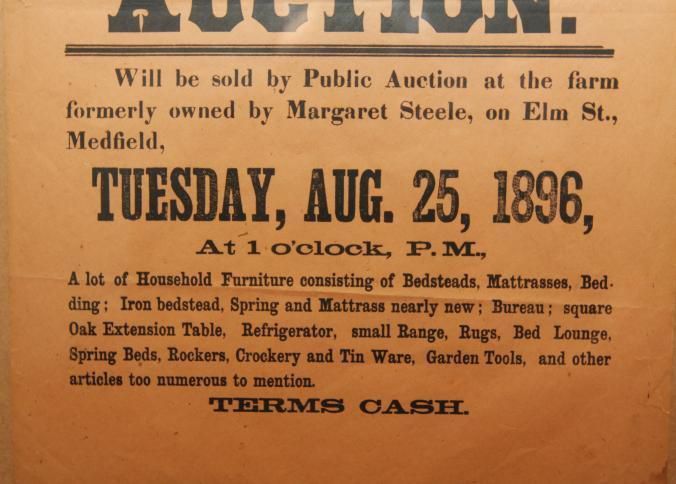 AUCTION.
Will be sold by Public Auction at the farm
formerly owned by Margaret Steele, on Elm St.,
Medfield,
TUESDAY, AUG. 25, 1896,
At 1 o'clock, P. M.,
A lot of Household Furniture consisting of Bedsteads, Mattrasses, Bed-
ding; Iron bedstead, Spring and Mattrass nearly new; Bureau; square
Oak Extension Table, Refrigerator, small Range, Rugs, Bed Lounge,
Spring Beds, Rockers, Crockery and Tin Ware, Garden Tools, and other
articles too numerous to mention.
TERMS CASH.